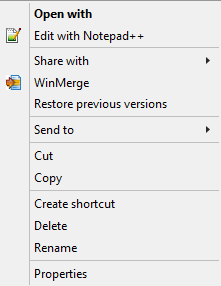 Open with
Edit with Notepad++
Share with
WinMerge
Restore previous versions
Send to
Cut
Copy
Create shortcut
Delete
Rename
Properties